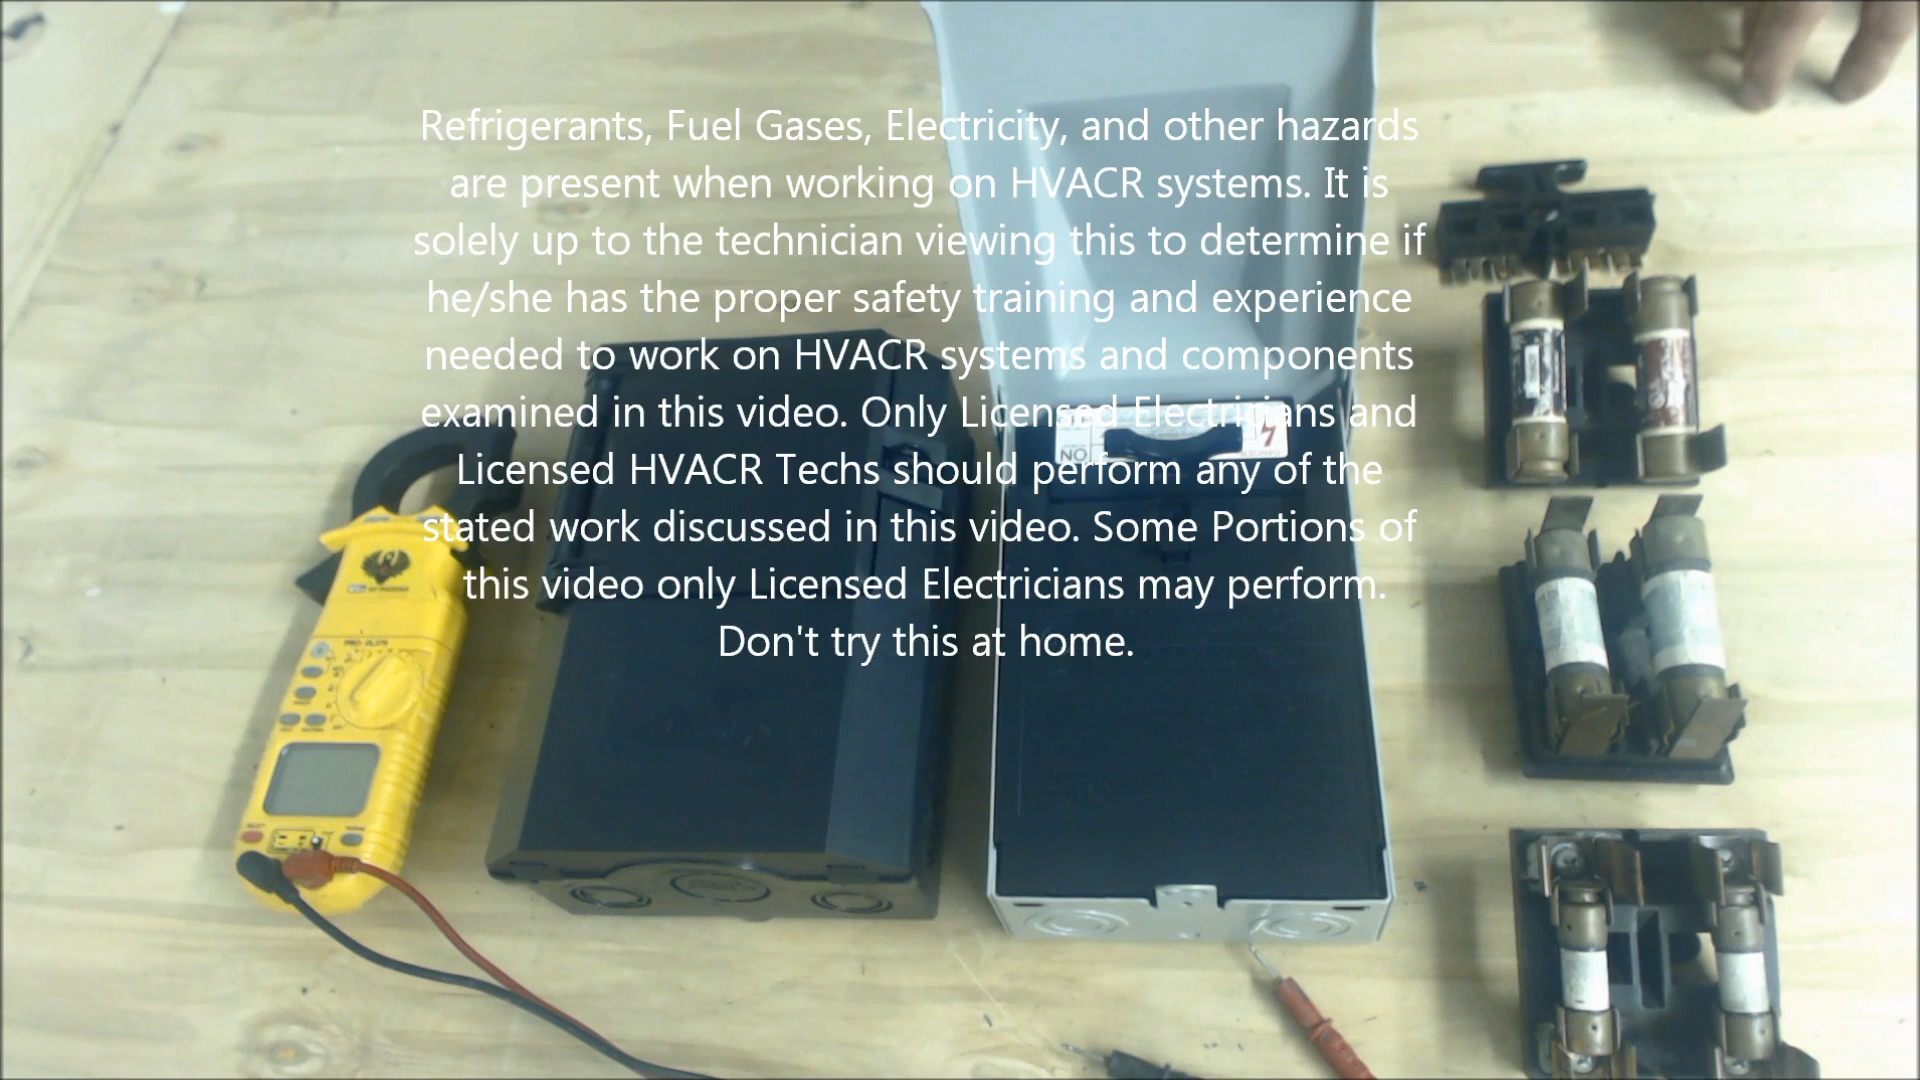 Refrigerants, Fuel Gases, Electricity, and other hazards
are present when working on HVACR systems. It is
solely up to the technician viewing this to determine if
he/she has the proper safety training and experience
needed to work on HVACR systems and components
examined in this video. Only Licensed Electricians and
Licensed HVACR Techs should perform any of the
stated work discussed in this video. Some Portions of
this video only Licensed Electricians may perform.
Don't try this at home.
ON